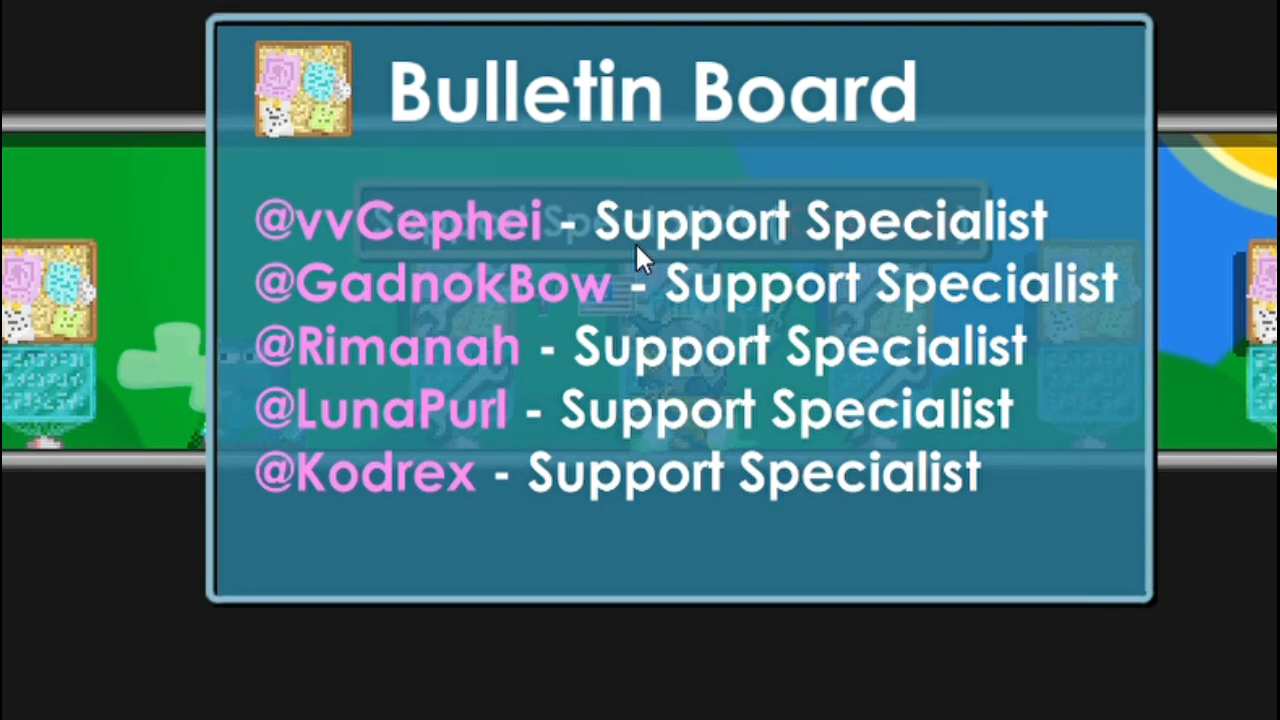 Bulletin Board
@vvCephei - Support Specialist
@GadnokBow - Support Specialist
@Rimanah - Support Specialist
@LunaPurl - Support Specialist
@Kodrex - Support Specialist